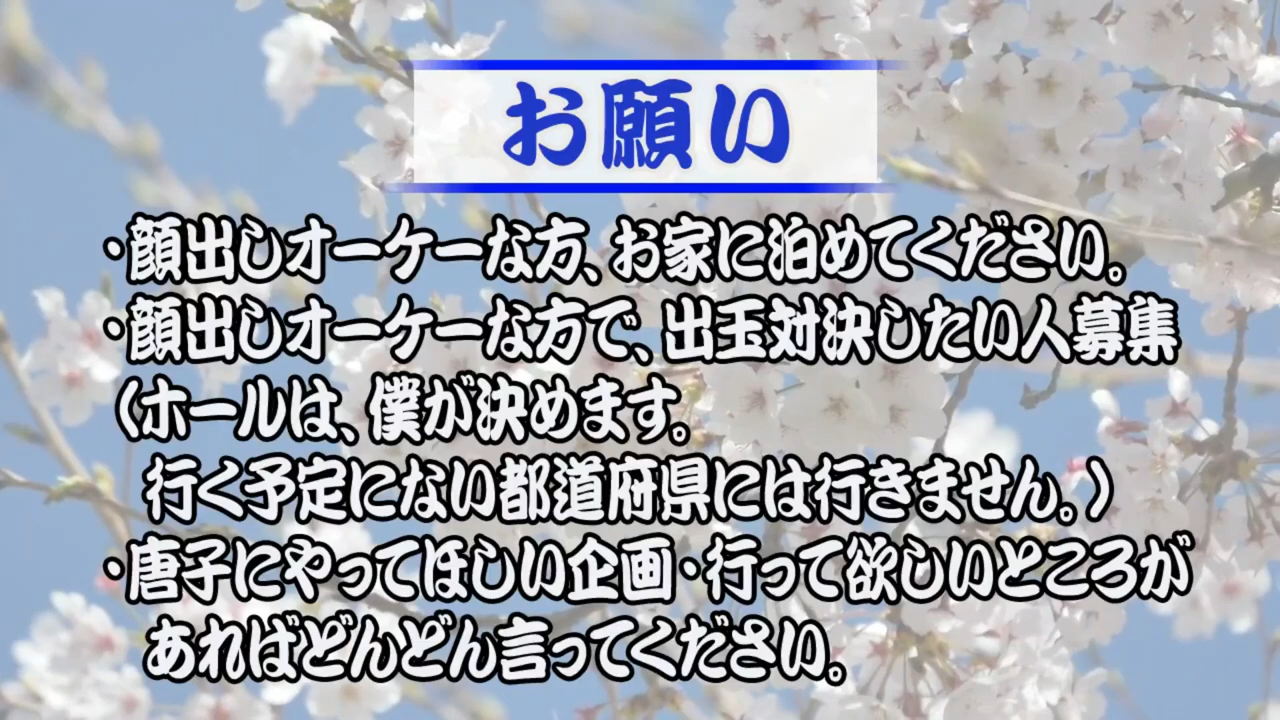 お願い
・顔出しオーケーな方、お家に泊めてください。
・顔出しオーケーな方で、出玉対決したい人募集
(ホールは、僕が決めます。
行く予定にない都道府県には行きません。)
・唐子にやってほしい企画・行って欲しいところが
あればどんどん言ってください。